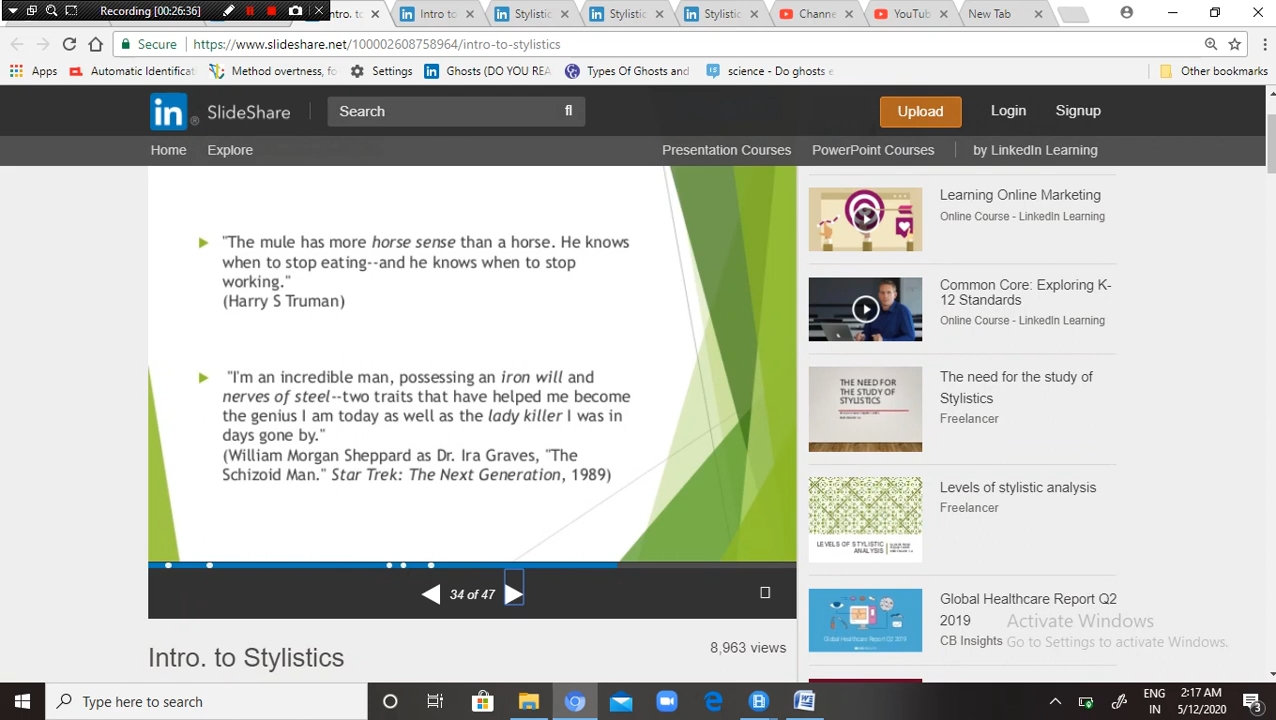 Recording [00:26:36]
ntro. to
Intro to
Stylistic
Stylistic
Stylistic
Channe
YouTub
New Tab
Secure
https://www.slideshare.net/100002608758964/intro-to-stylistics
Apps
Automatic Identificat
Method overtness, fo
Settings
Ghosts (DO YOU REA
Types Of Ghosts and
science - Do ghosts e
Other bookmarks
in SlideShare
Search
Upload
Login
Signup
Home
Explore
Presentation Courses
PowerPoint Courses
by LinkedIn Learning
"The mule has more horse sense than a horse. He knows
when to stop eating--and he knows when to stop
working."
(Harry S Truman)
"I'm an incredible man, possessing an iron will and
nerves of steel--two traits that have helped me become
the genius I am today as well as the lady killer I was in
days gone by."
(William Morgan Sheppard as Dr. Ira Graves, "The
Schizoid Man." Star Trek: The Next Generation, 1989)
34 of 47
Intro. to Stylistics
8,963 views
Learning Online Marketing
Online Course - LinkedIn Learning
Common Core: Exploring K-
12 Standards
Online Course - LinkedIn Learning
THE NEED FOR
THE STUDY OF
STYLISTICS
The need for the study of
Stylistics
Freelancer
LEVELS OF STYLISTIC
ANALYSIS
Levels of stylistic analysis
Freelancer
Global Healthcare Report Q2 2019
Global Healthcare Report Q2
2019
CB Insights
Activate Windows
Go to Settings to activate Windows.
Type here to search
ENG
IN
2:17 AM
5/12/2020
3